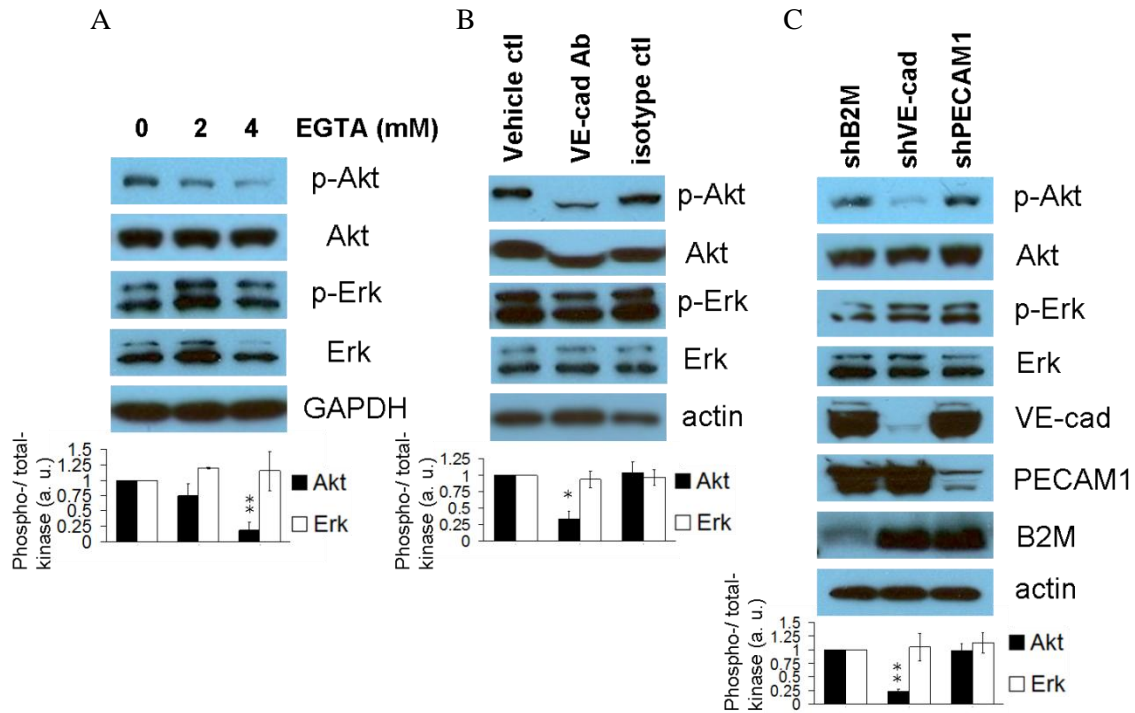 A
0 2 4 EGTA (mM)
p-Akt
Akt
p-Erk
Erk
GAPDH
Phospho-/ total-
kinase (a. u.)
1.5
1.25
1
0.75
0.5
0.25
0
**
Akt
Erk
B
Vehicle ctl
VE-cad Ab
isotype ctl
p-Akt
Akt
p-Erk
Erk
actin
Phospho-/ total-
kinase (a. u.)
1.5
1.25
1
0.75
0.5
0.25
0
*
Akt
Erk
C
shB2M
shVE-cad
shPECAM1
p-Akt
Akt
p-Erk
Erk
VE-cad
PECAM1
B2M
actin
Phospho-/ total-
kinase (a. u.)
1.5
1.25
1
0.75
0.5
0.25
0
**
Akt
Erk